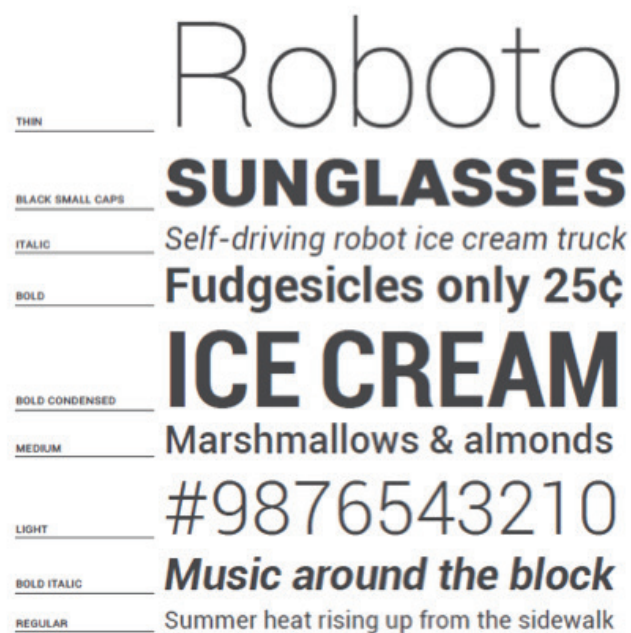 THIN Roboto
BLACK SMALL CAPS SUNGLASSES
ITALIC Self-driving robot ice cream truck
BOLD Fudgesicles only 25¢
BOLD CONDENSED ICE CREAM
MEDIUM Marshmallows & almonds
LIGHT #9876543210
BOLD ITALIC Music around the block
REGULAR Summer heat rising up from the sidewalk